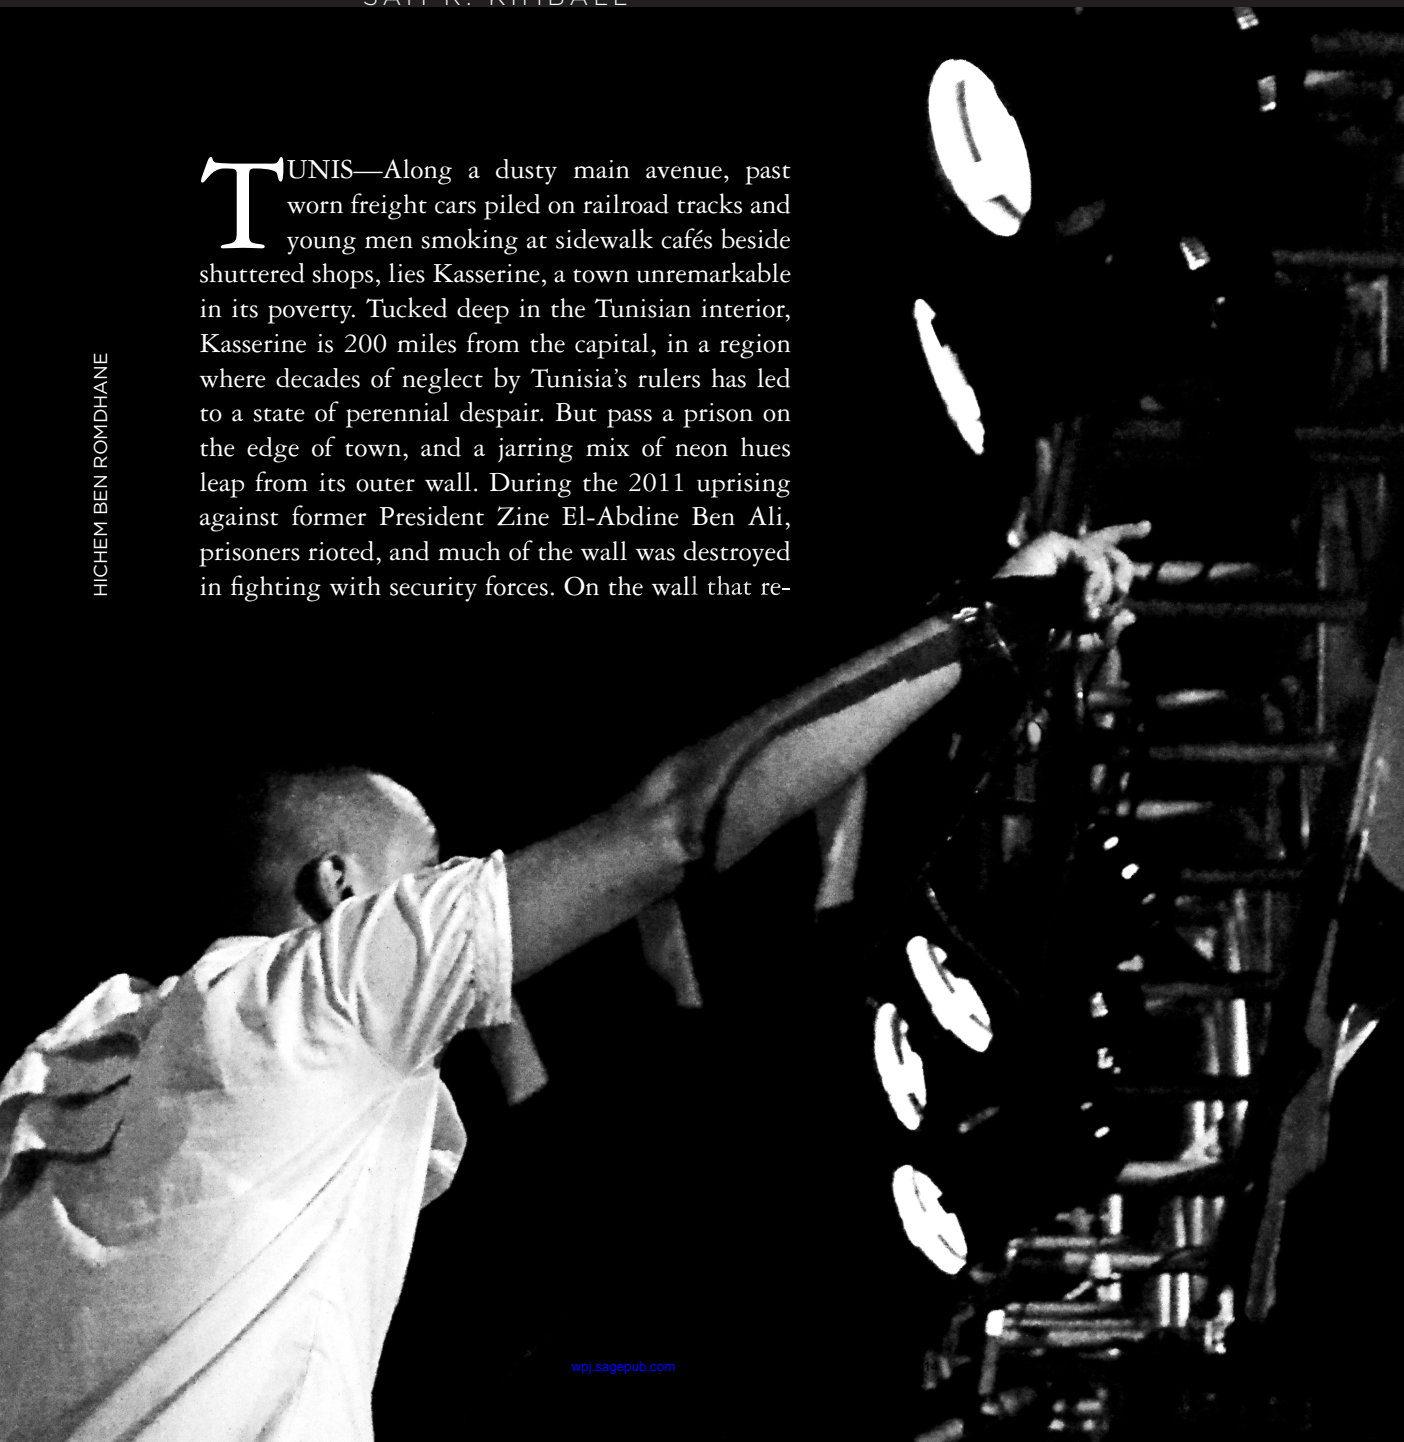 TUNIS—Along a dusty main avenue, past
worn freight cars piled on railroad tracks and
young men smoking at sidewalk cafés beside
shuttered shops, lies Kasserine, a town unremarkable
in its poverty. Tucked deep in the Tunisian interior,
Kasserine is 200 miles from the capital, in a region
where decades of neglect by Tunisia’s rulers has led
to a state of perennial despair. But pass a prison on
the edge of town, and a jarring mix of neon hues
leap from its outer wall. During the 2011 uprising
against former President Zine El-Abdine Ben Ali,
prisoners rioted, and much of the wall was destroyed
in fighting with security forces. On the wall that re-
HICHEM BEN ROMDHANE
wpj.sagepub.com